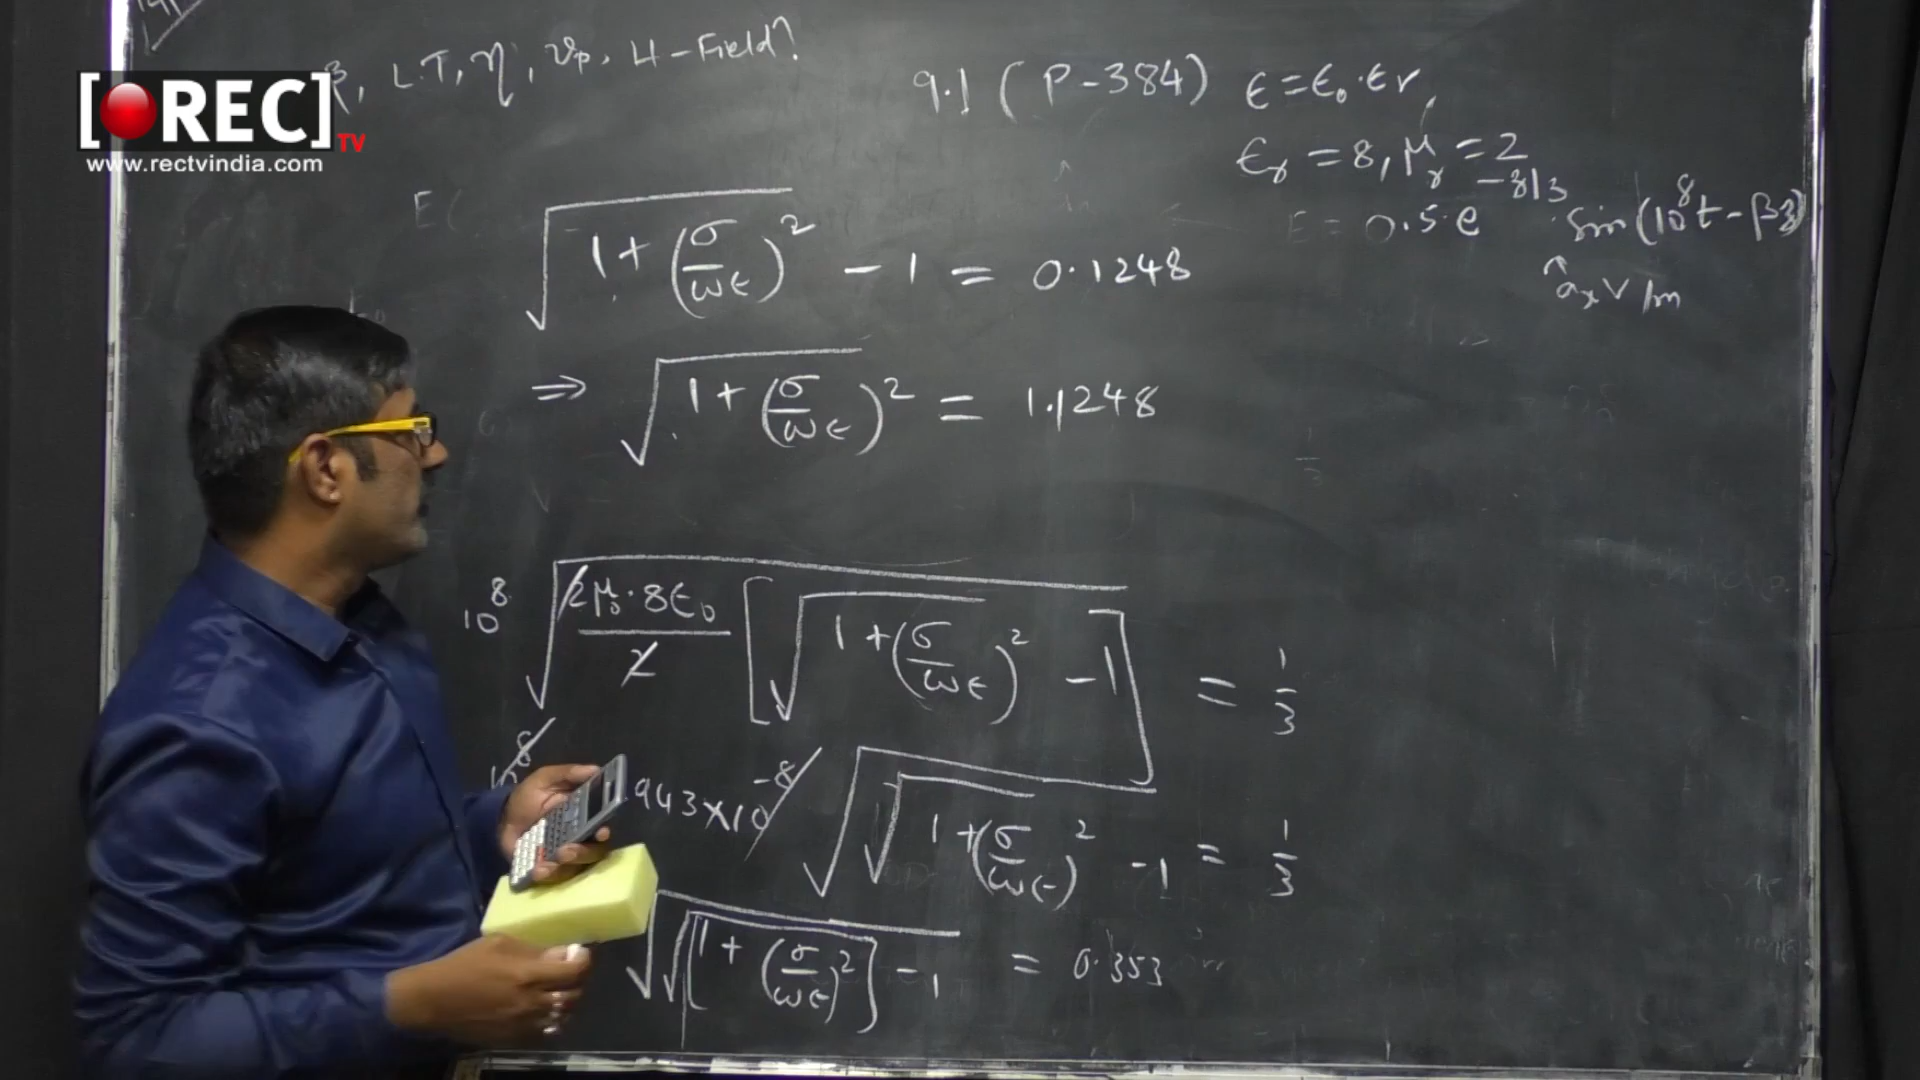 β, L.T, η, Vp, H-Field?
[REC] TV
www.rectvindia.com
9.1 (P-384) ϵ=ϵ₀.ϵr,
ϵr = 8, μr = 2
E = 0.5 e^(-z/3) . sin(10^8 t - βz)
âx V/m
√(1+(σ/ωϵ)²) - 1 = 0.1248
⇒ √(1+(σ/ωϵ)²) = 1.1248
10^8 √(2μ₀.8ϵ₀/2 [√(1+(σ/ωϵ)²) -1]) = 1/3
10^8 .943×10^-8 √(√(1+(σ/ωϵ)²) -1) = 1/3
√(√[1+(σ/ωϵ)²] -1) = 0.353